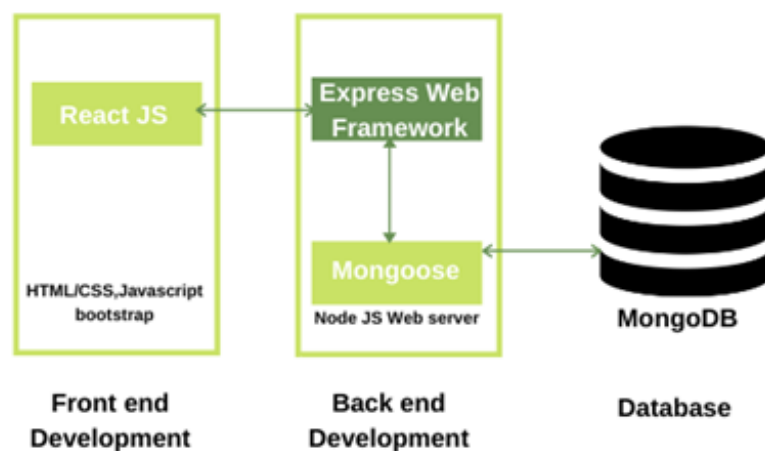 React JS
HTML/CSS,Javascript
bootstrap
Front end
Development
Express Web
Framework
Mongoose
Node JS Web server
Back end
Development
MongoDB
Database